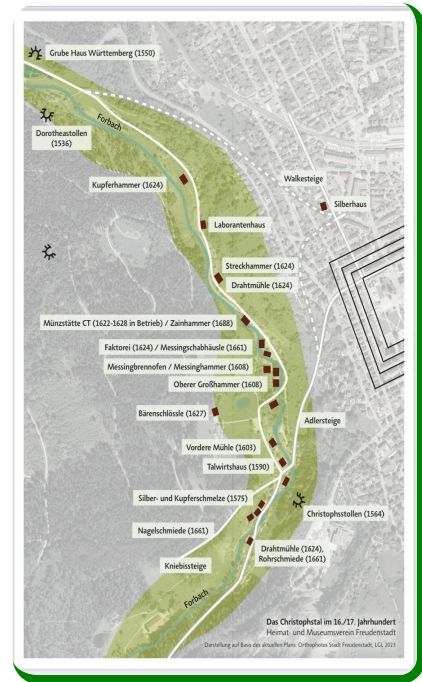 Grube Haus Württemberg (1550)
Forbach
Dorotheastollen
(1536)
Kupferhammer (1624)
Walkesteige
Silberhaus
Laborantenhaus
Streckhammer (1624)
Drahtmühle (1624)
Münzstätte CT (1622-1628 in Betrieb) / Zainhammer (1688)
Faktorei (1624) / Messingschabhäusle (1661)
Messingbrennofen / Messinghammer (1608)
Oberer Großhammer (1608)
Bärenschlössle (1627)
Adlersteige
Vordere Mühle (1603)
Talwirtshaus (1590)
Silber- und Kupferschmelze (1575)
Christophsstollen (1564)
Nagelschmiede (1661)
Drahtmühle (1624),
Rohrschmiede (1661)
Kniebissteige
Forbach
Das Christophstal im 16./17. Jahrhundert
Heimat- und Museumsverein Freudenstadt
Darstellung auf Basis des aktuellen Plans: Orthophotos Stadt Freudenstadt, LGL 2021